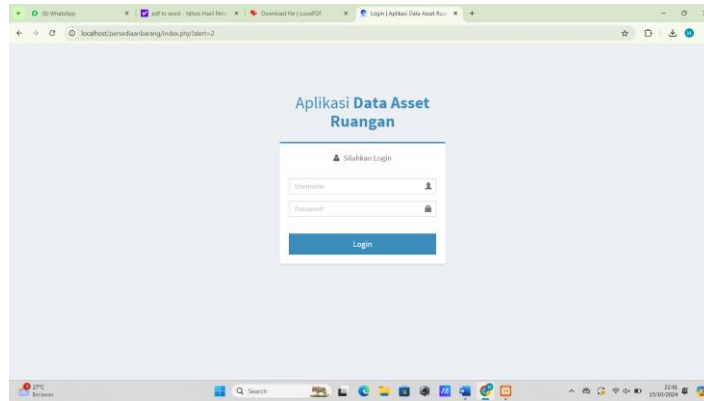 (8) WhatsApp
pdf to word - Yahoo Hasil Penc
Download file | iLovePDF
Login | Aplikasi Data Asset Rua
localhost/persediaanbarang/index.php?alert=2
Aplikasi Data Asset
Ruangan
Silahkan Login
Username
Password
Login
27°C
Berawan
Search
21:41
15/10/2024